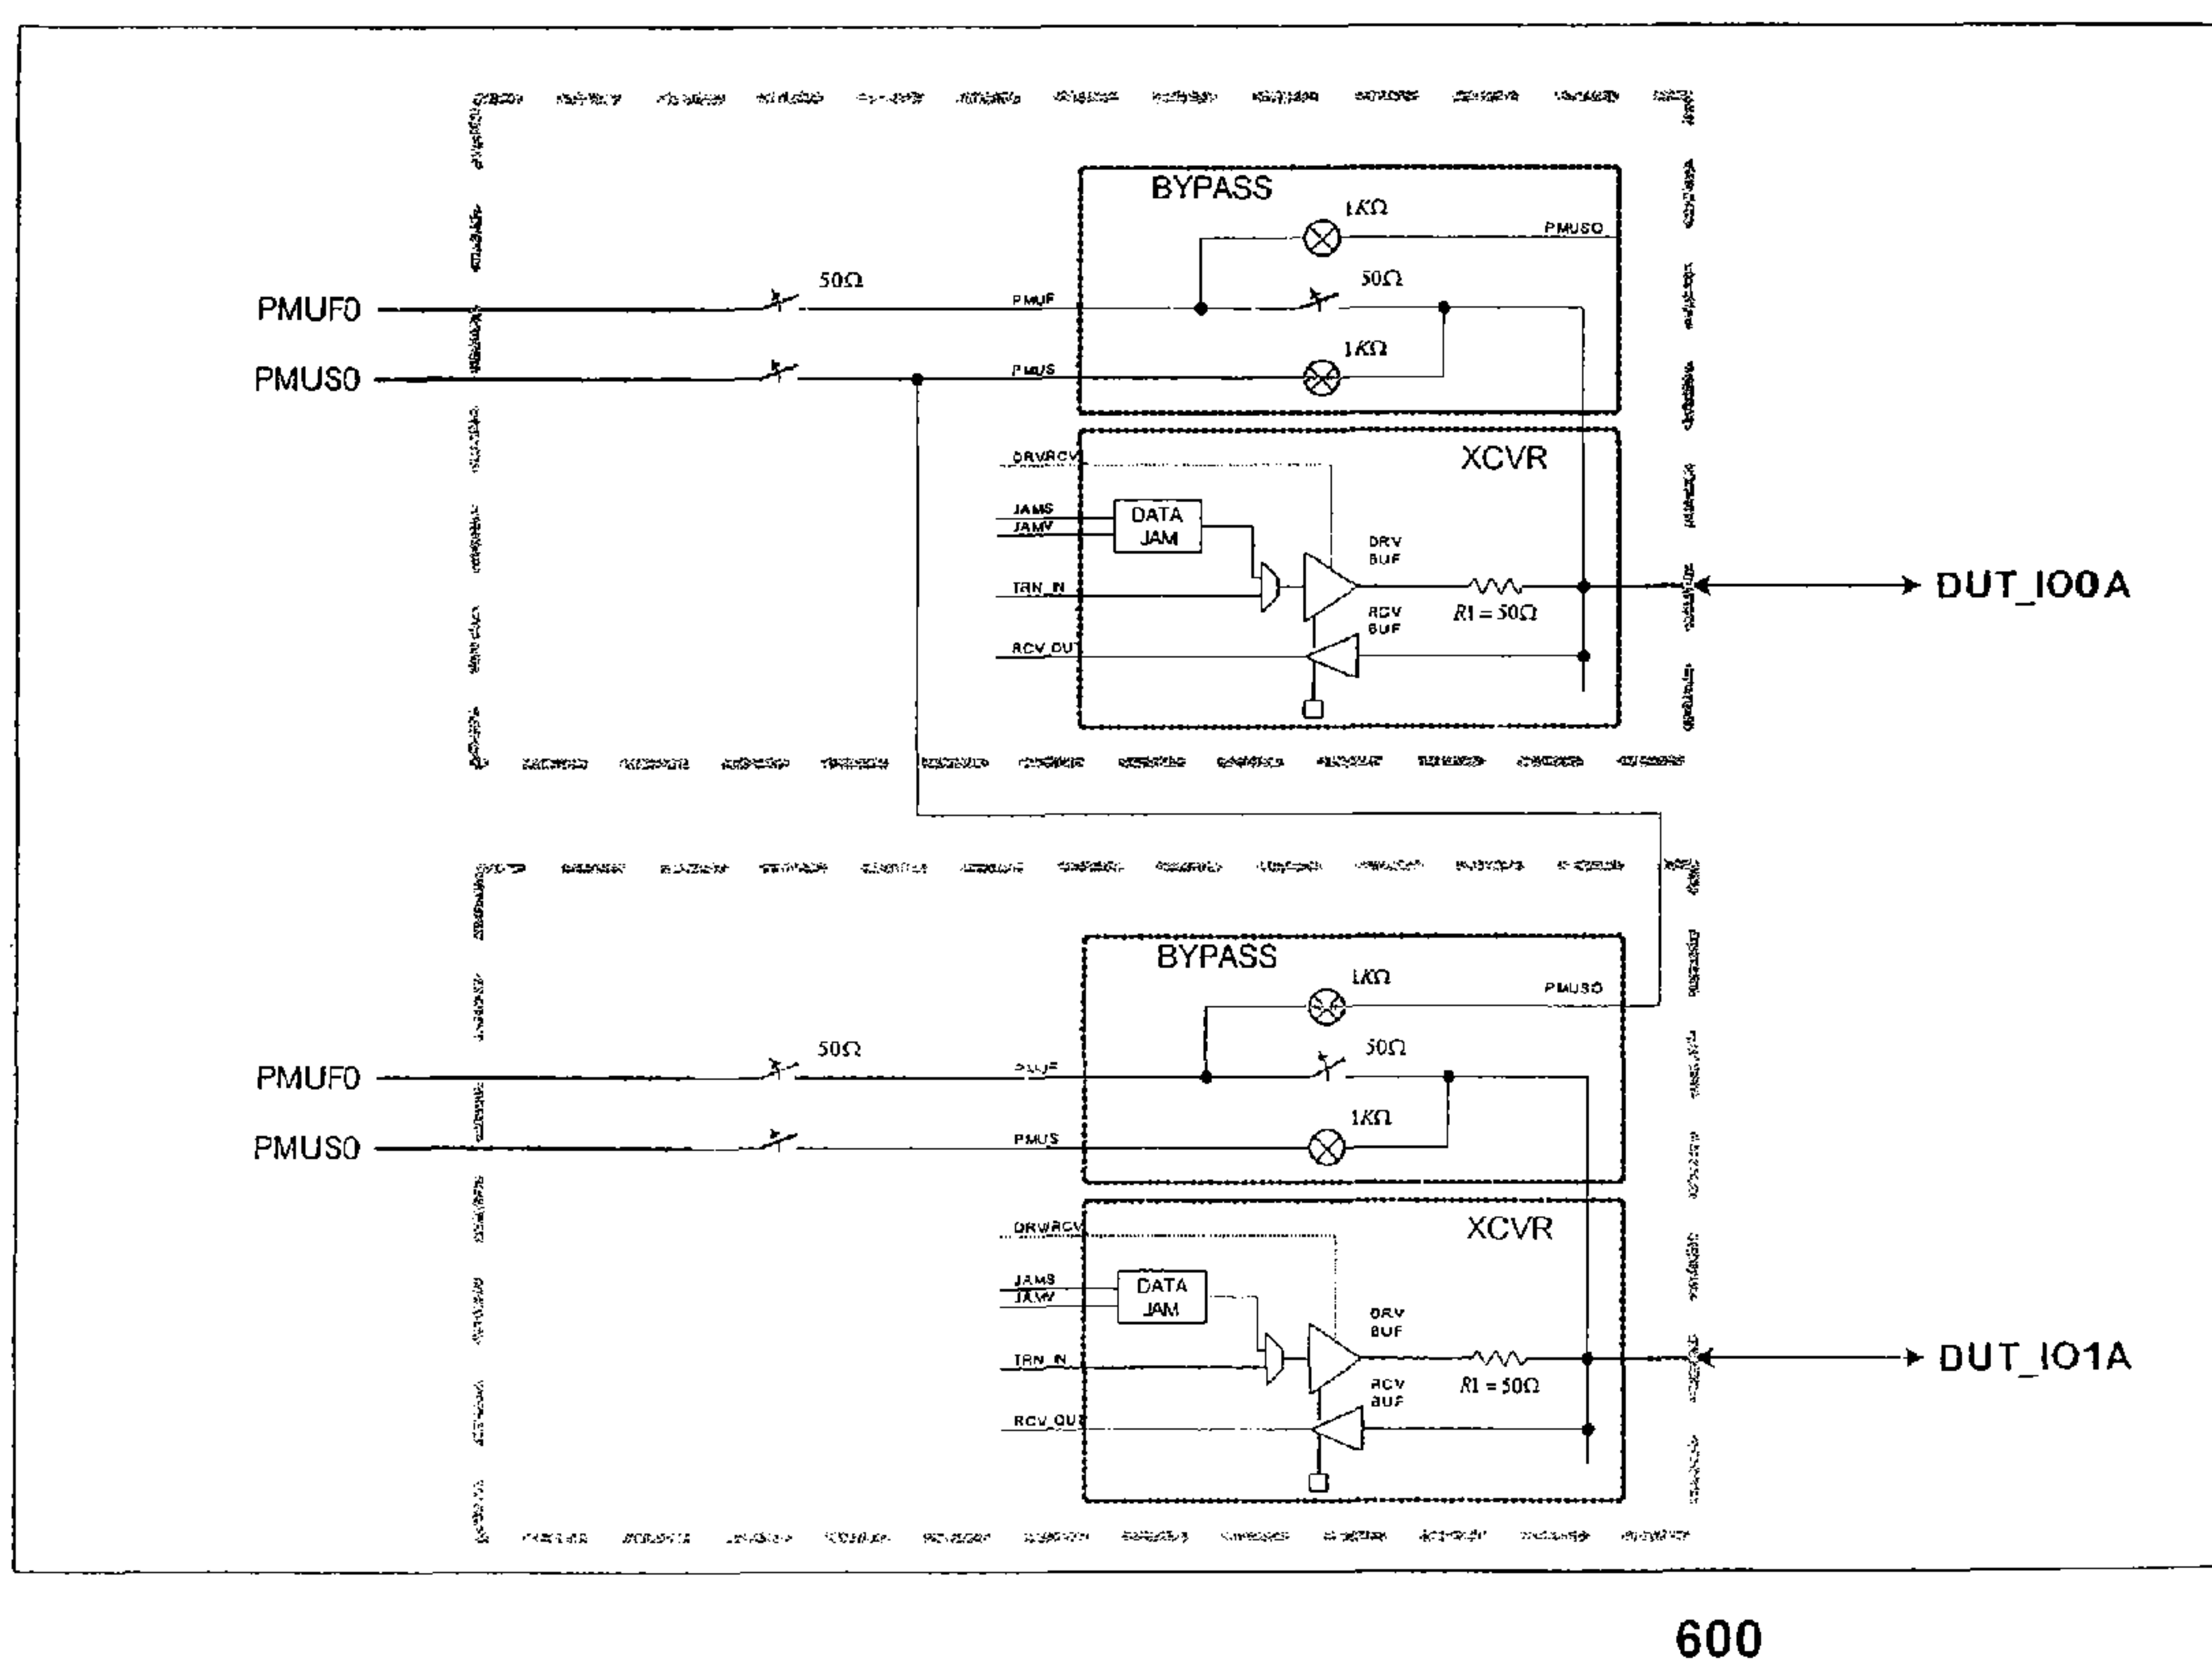 BYPASS
1KΩ
PMUSO
50Ω
50Ω
PMUF0
PMUF
1KΩ
PMUS0
PMUS
XCVR
DRVRCV
JAMS
JAMV
DATA
JAM
DRV
BUF
TRN_IN
R1 = 50Ω
RCV
BUF
RCV_OUT
DUT_IO0A
BYPASS
1KΩ
PMUSO
50Ω
50Ω
PMUF0
PMUF
1KΩ
PMUS0
PMUS
XCVR
DRVRCV
JAMS
JAMV
DATA
JAM
DRV
BUF
TRN_IN
R1 = 50Ω
RCV
BUF
RCV_OUT
DUT_IO1A
600